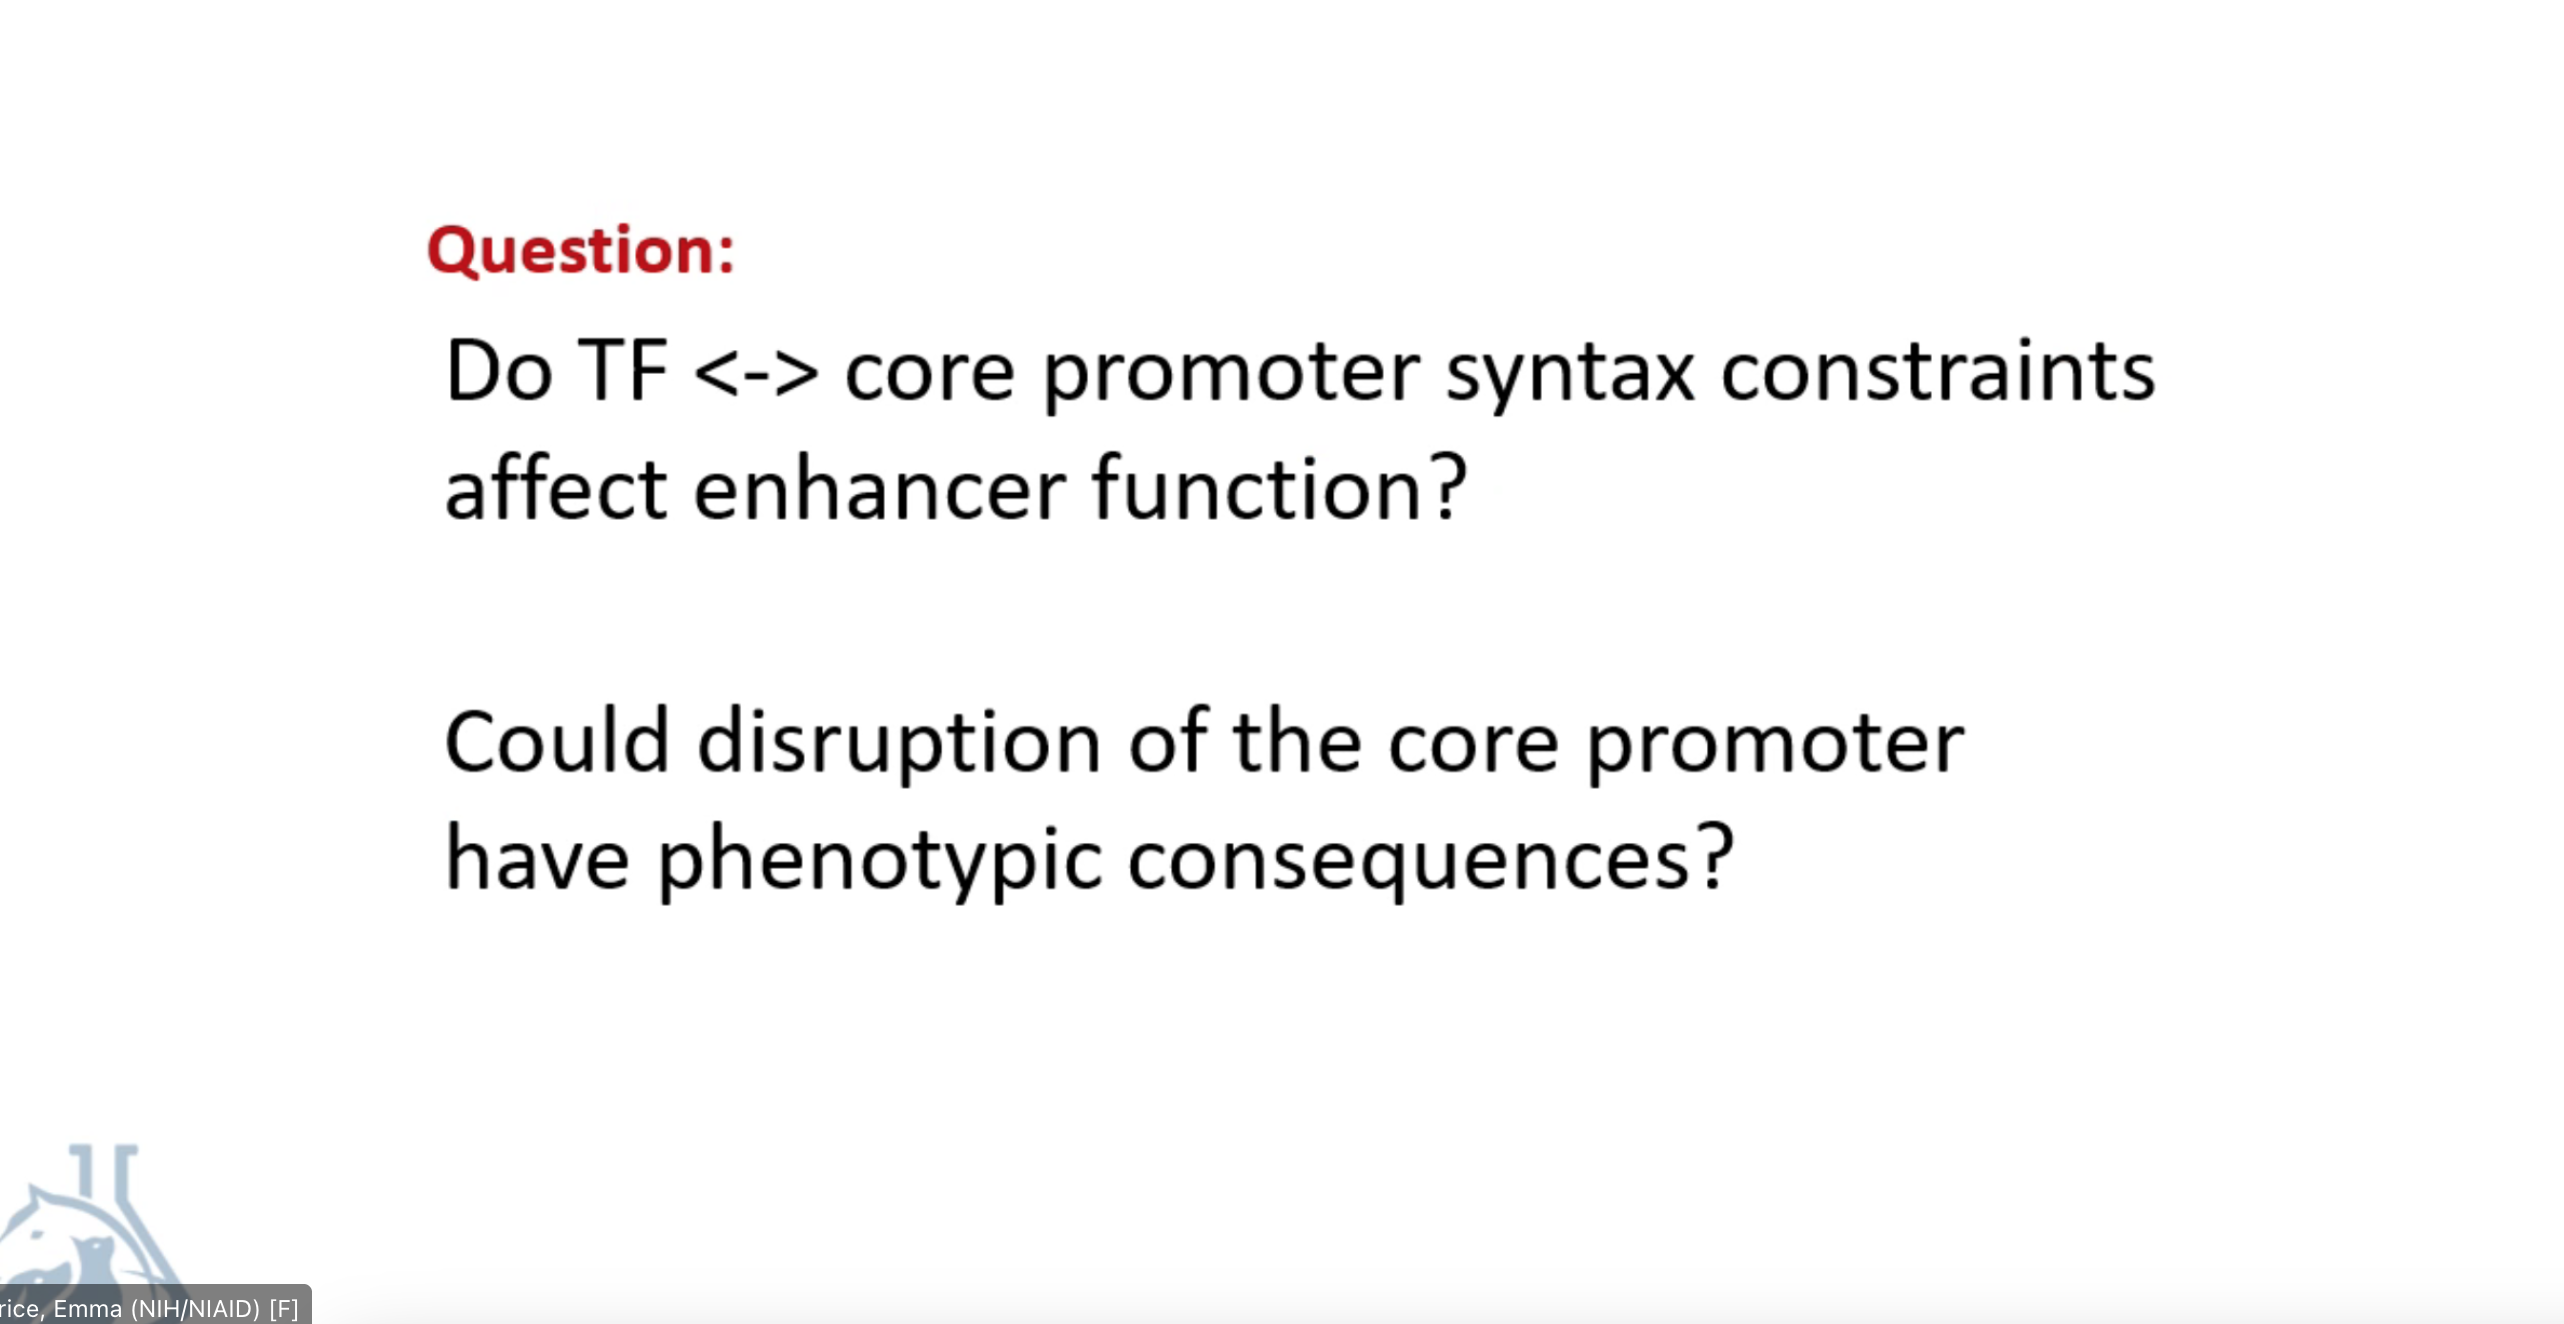 Question:
Do TF <-> core promoter syntax constraints
affect enhancer function?
Could disruption of the core promoter
have phenotypic consequences?
rice, Emma (NIH/NIAID) [F]